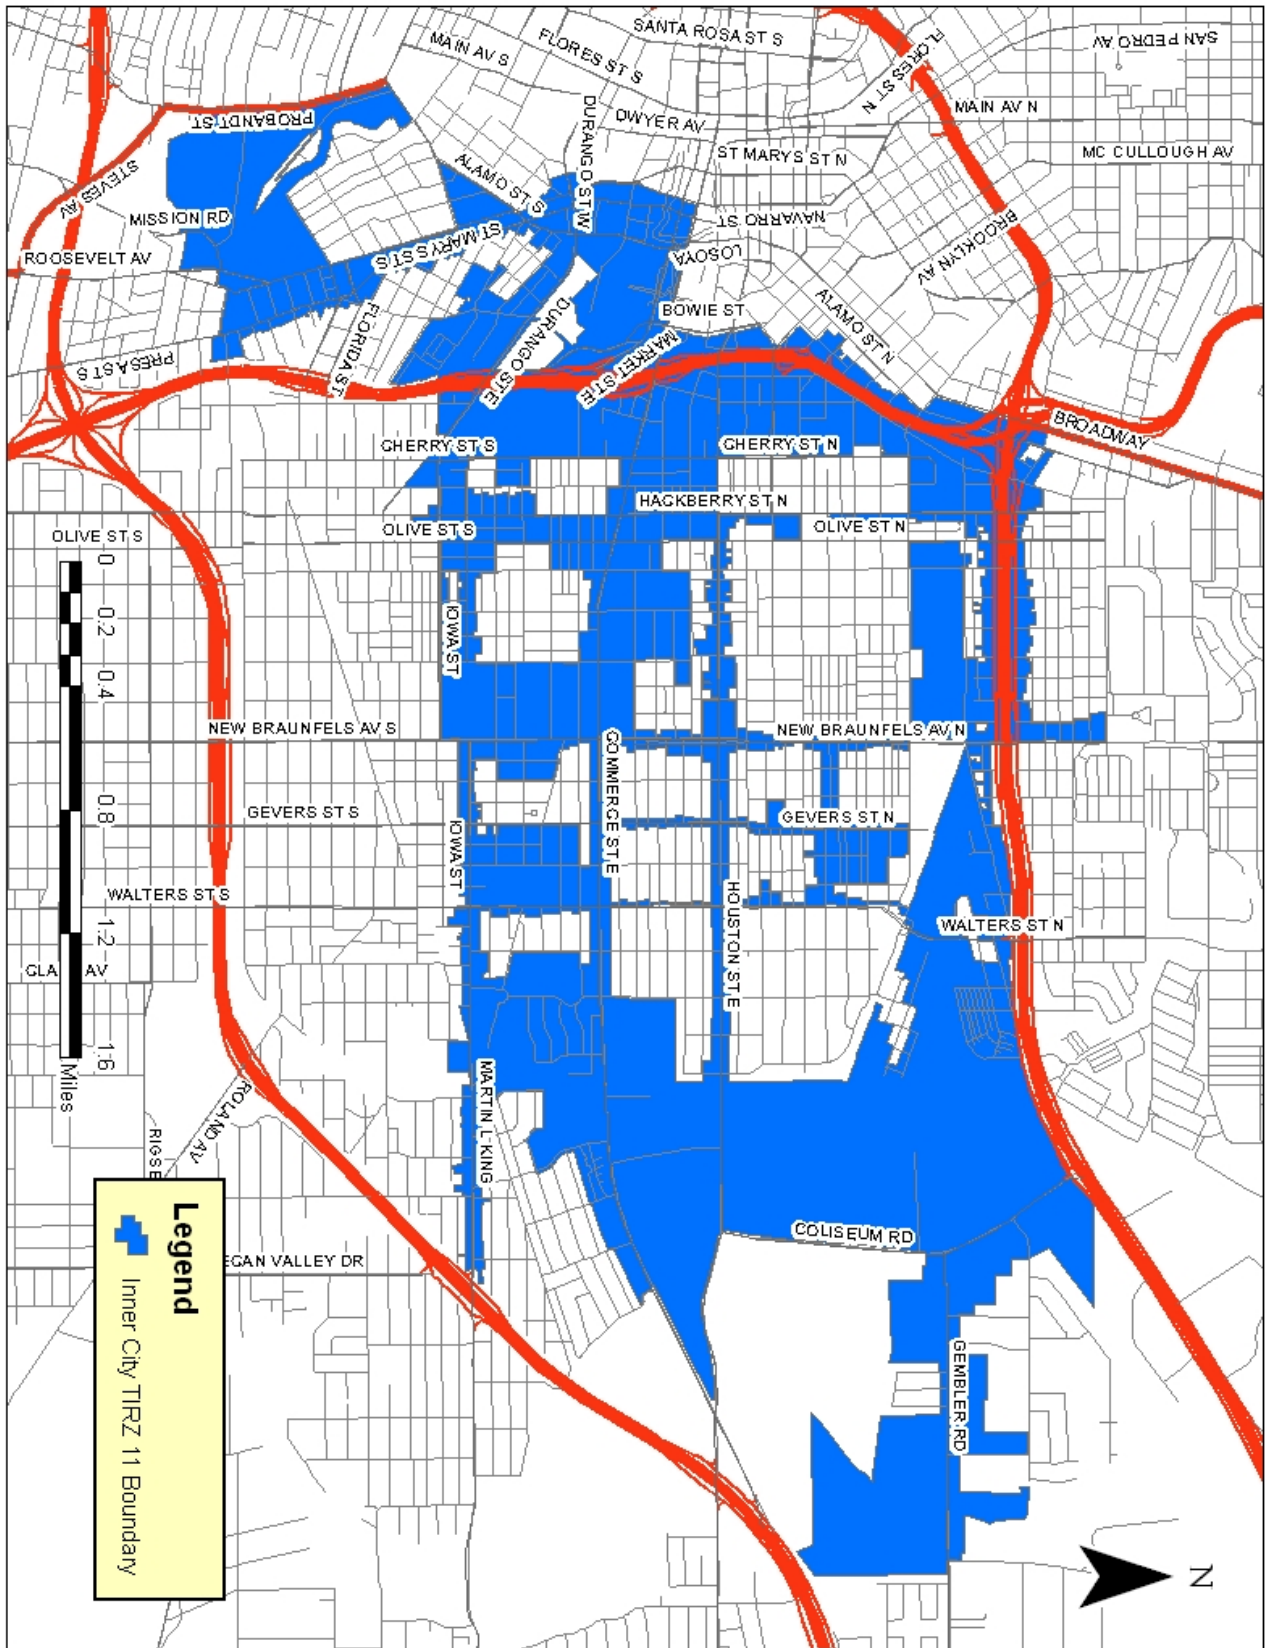 SANTA ROSA ST S
SAN PEDRO AV
MAIN AV S
FLORES ST S
FLORES ST N
MAIN AV N
PROBANDT ST
DURANGO ST W
DWYER AV
ST MARYS ST N
MC CULLOUGH AV
STEVES AV
ALAMO ST S
MISSION RD
NAVARRO ST
BROOKLYN AV
ST MARYS ST S
ROOSEVELT AV
LOSOYA
BOWIE ST
ALAMO ST N
FLORIDA ST
DURANGO ST E
MARKET ST E
PRESA ST S
BROADWAY
CHERRY ST S
CHERRY ST N
HACKBERRY ST N
OLIVE ST S
OLIVE ST S
OLIVE ST N
IOWA ST
NEW BRAUNFELS AV S
NEW BRAUNFELS AV N
COMMERCE ST E
GEVERS ST S
GEVERS ST N
IOWA ST
WALTERS ST S
HOUSTON ST E
WALTERS ST N
AV
0 0.2 0.4 0.8 1.2 1.6
Miles
MARTIN L KING
ROLAND AV
COLISEUM RD
GEMBLER RD
VALLEY DR
Legend
Inner City TIRZ 11 Boundary
N